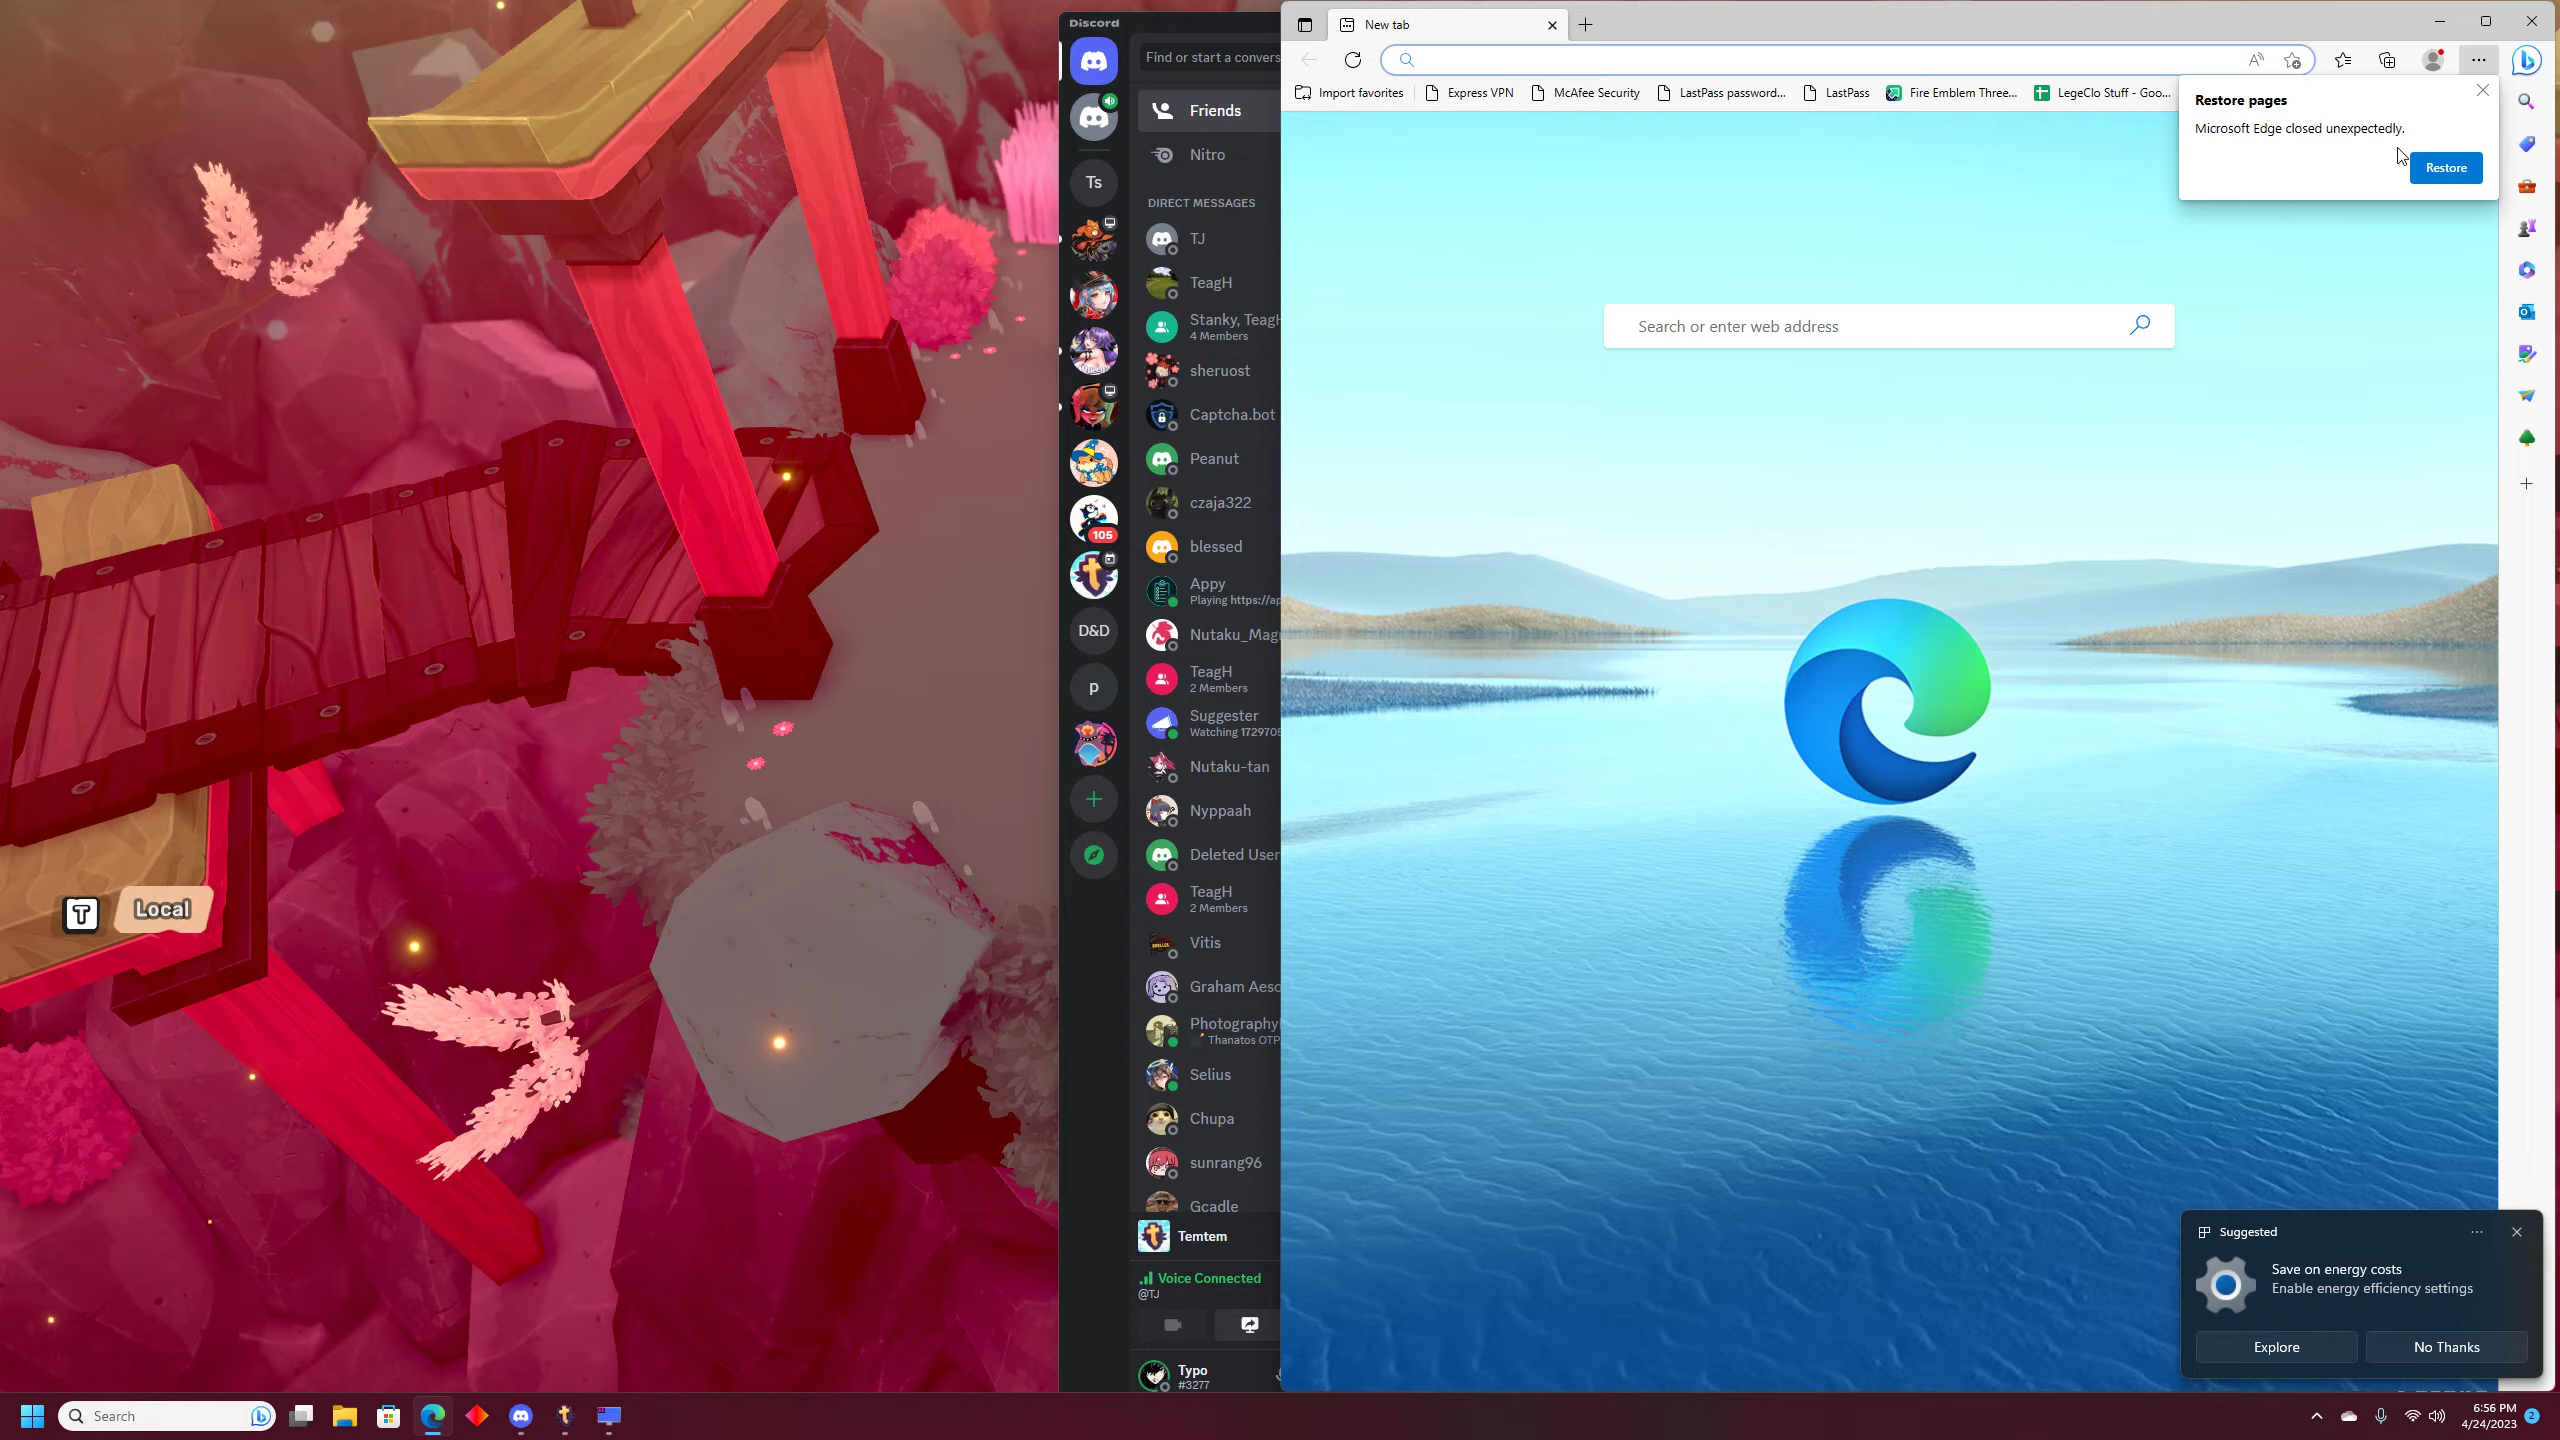 T
Local
Discord
Find or start a convers
Friends
Nitro
DIRECT MESSAGES
Ts
TJ
TeagH
Stanky, TeagH
4 Members
sheruost
Captcha.bot
Peanut
czaja322
105
blessed
Appy
Playing https://ap
D&D
Nutaku_Mag
TeagH
2 Members
p
Suggester
Watching 1729705
Nutaku-tan
Nyppaah
Deleted User
TeagH
2 Members
Vitis
Graham Aeso
Photography
Thanatos OTP
Selius
Chupa
sunrang96
Gcadle
Temtem
Voice Connected
@TJ
Typo
#3277
New tab
Import favorites
Express VPN
McAfee Security
LastPass password...
LastPass
Fire Emblem Three...
LegeClo Stuff - Goo...
Restore pages
Microsoft Edge closed unexpectedly.
Restore
Search or enter web address
Suggested
Save on energy costs
Enable energy efficiency settings
Explore
No Thanks
Search
6:56 PM
4/24/2023
2